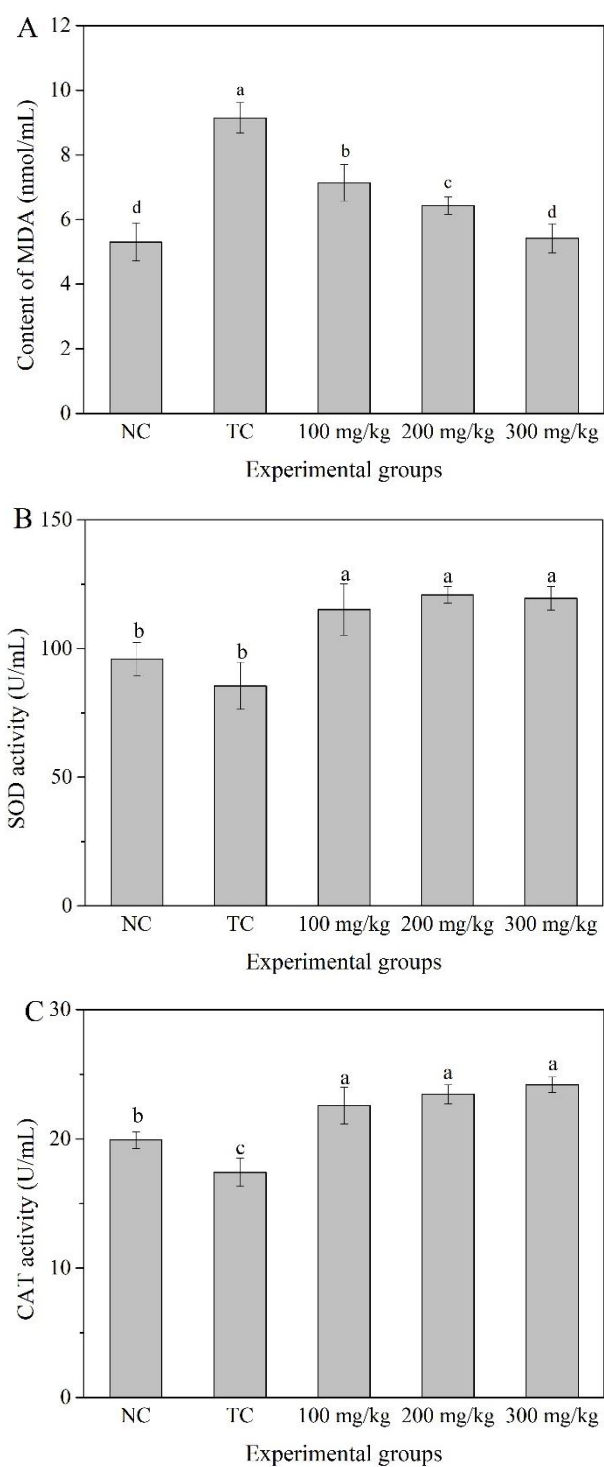 A
12
10
8
6
4
2
0
Content of MDA (nmol/mL)
d
a
b
c
d
NC TC 100 mg/kg 200 mg/kg 300 mg/kg
Experimental groups
B
150
100
50
0
SOD activity (U/mL)
b
b
a
a
a
NC TC 100 mg/kg 200 mg/kg 300 mg/kg
Experimental groups
C
30
20
10
0
CAT activity (U/mL)
b
c
a
a
a
NC TC 100 mg/kg 200 mg/kg 300 mg/kg
Experimental groups